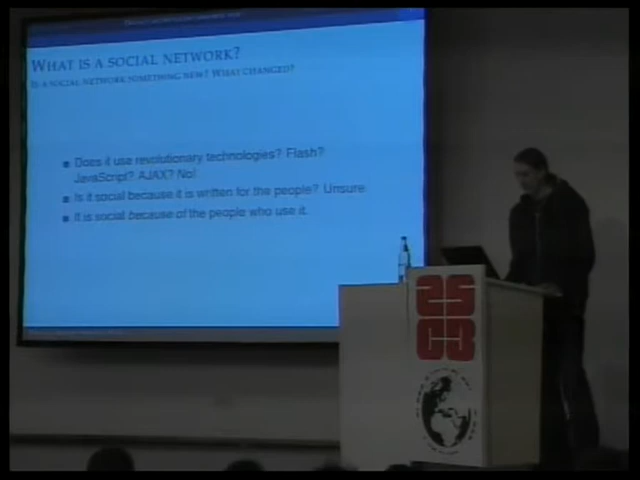 WHAT IS A SOCIAL NETWORK?
IS A SOCIAL NETWORK SOMETHING NEW? WHAT CHANGED?
Does it use revolutionary technologies? Flash?
JavaScript? AJAX? No!
Is it social because it is written for the people? Unsure.
It is social because of the people who use it.
25
C3